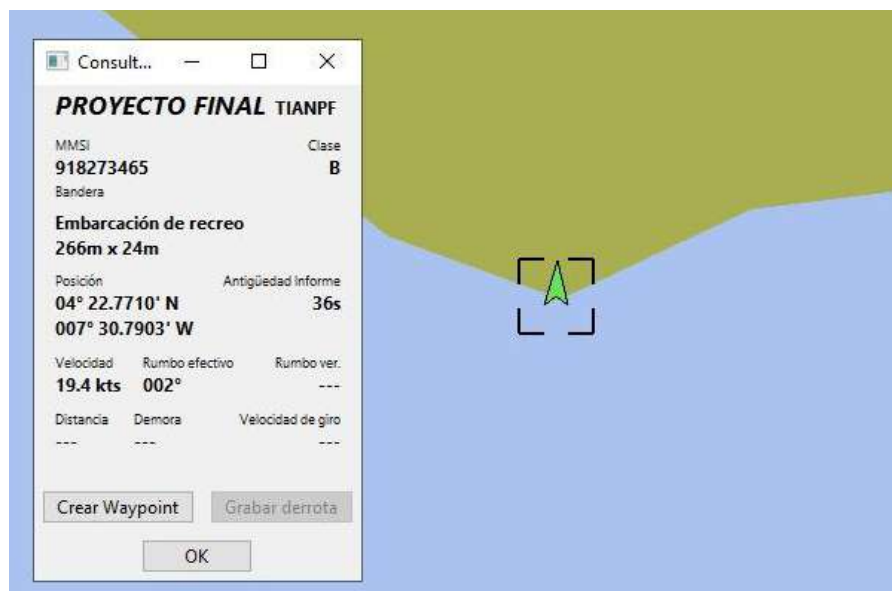 Consult...
PROYECTO FINAL TIANPF
MMSI Clase
918273465 B
Bandera
Embarcación de recreo
266m x 24m
Posición Antigüedad Informe
04° 22.7710' N 36s
007° 30.7903' W
Velocidad Rumbo efectivo Rumbo ver.
19.4 kts 002° ---
Distancia Demora Velocidad de giro
--- --- ---
Crear Waypoint Grabar derrota
OK